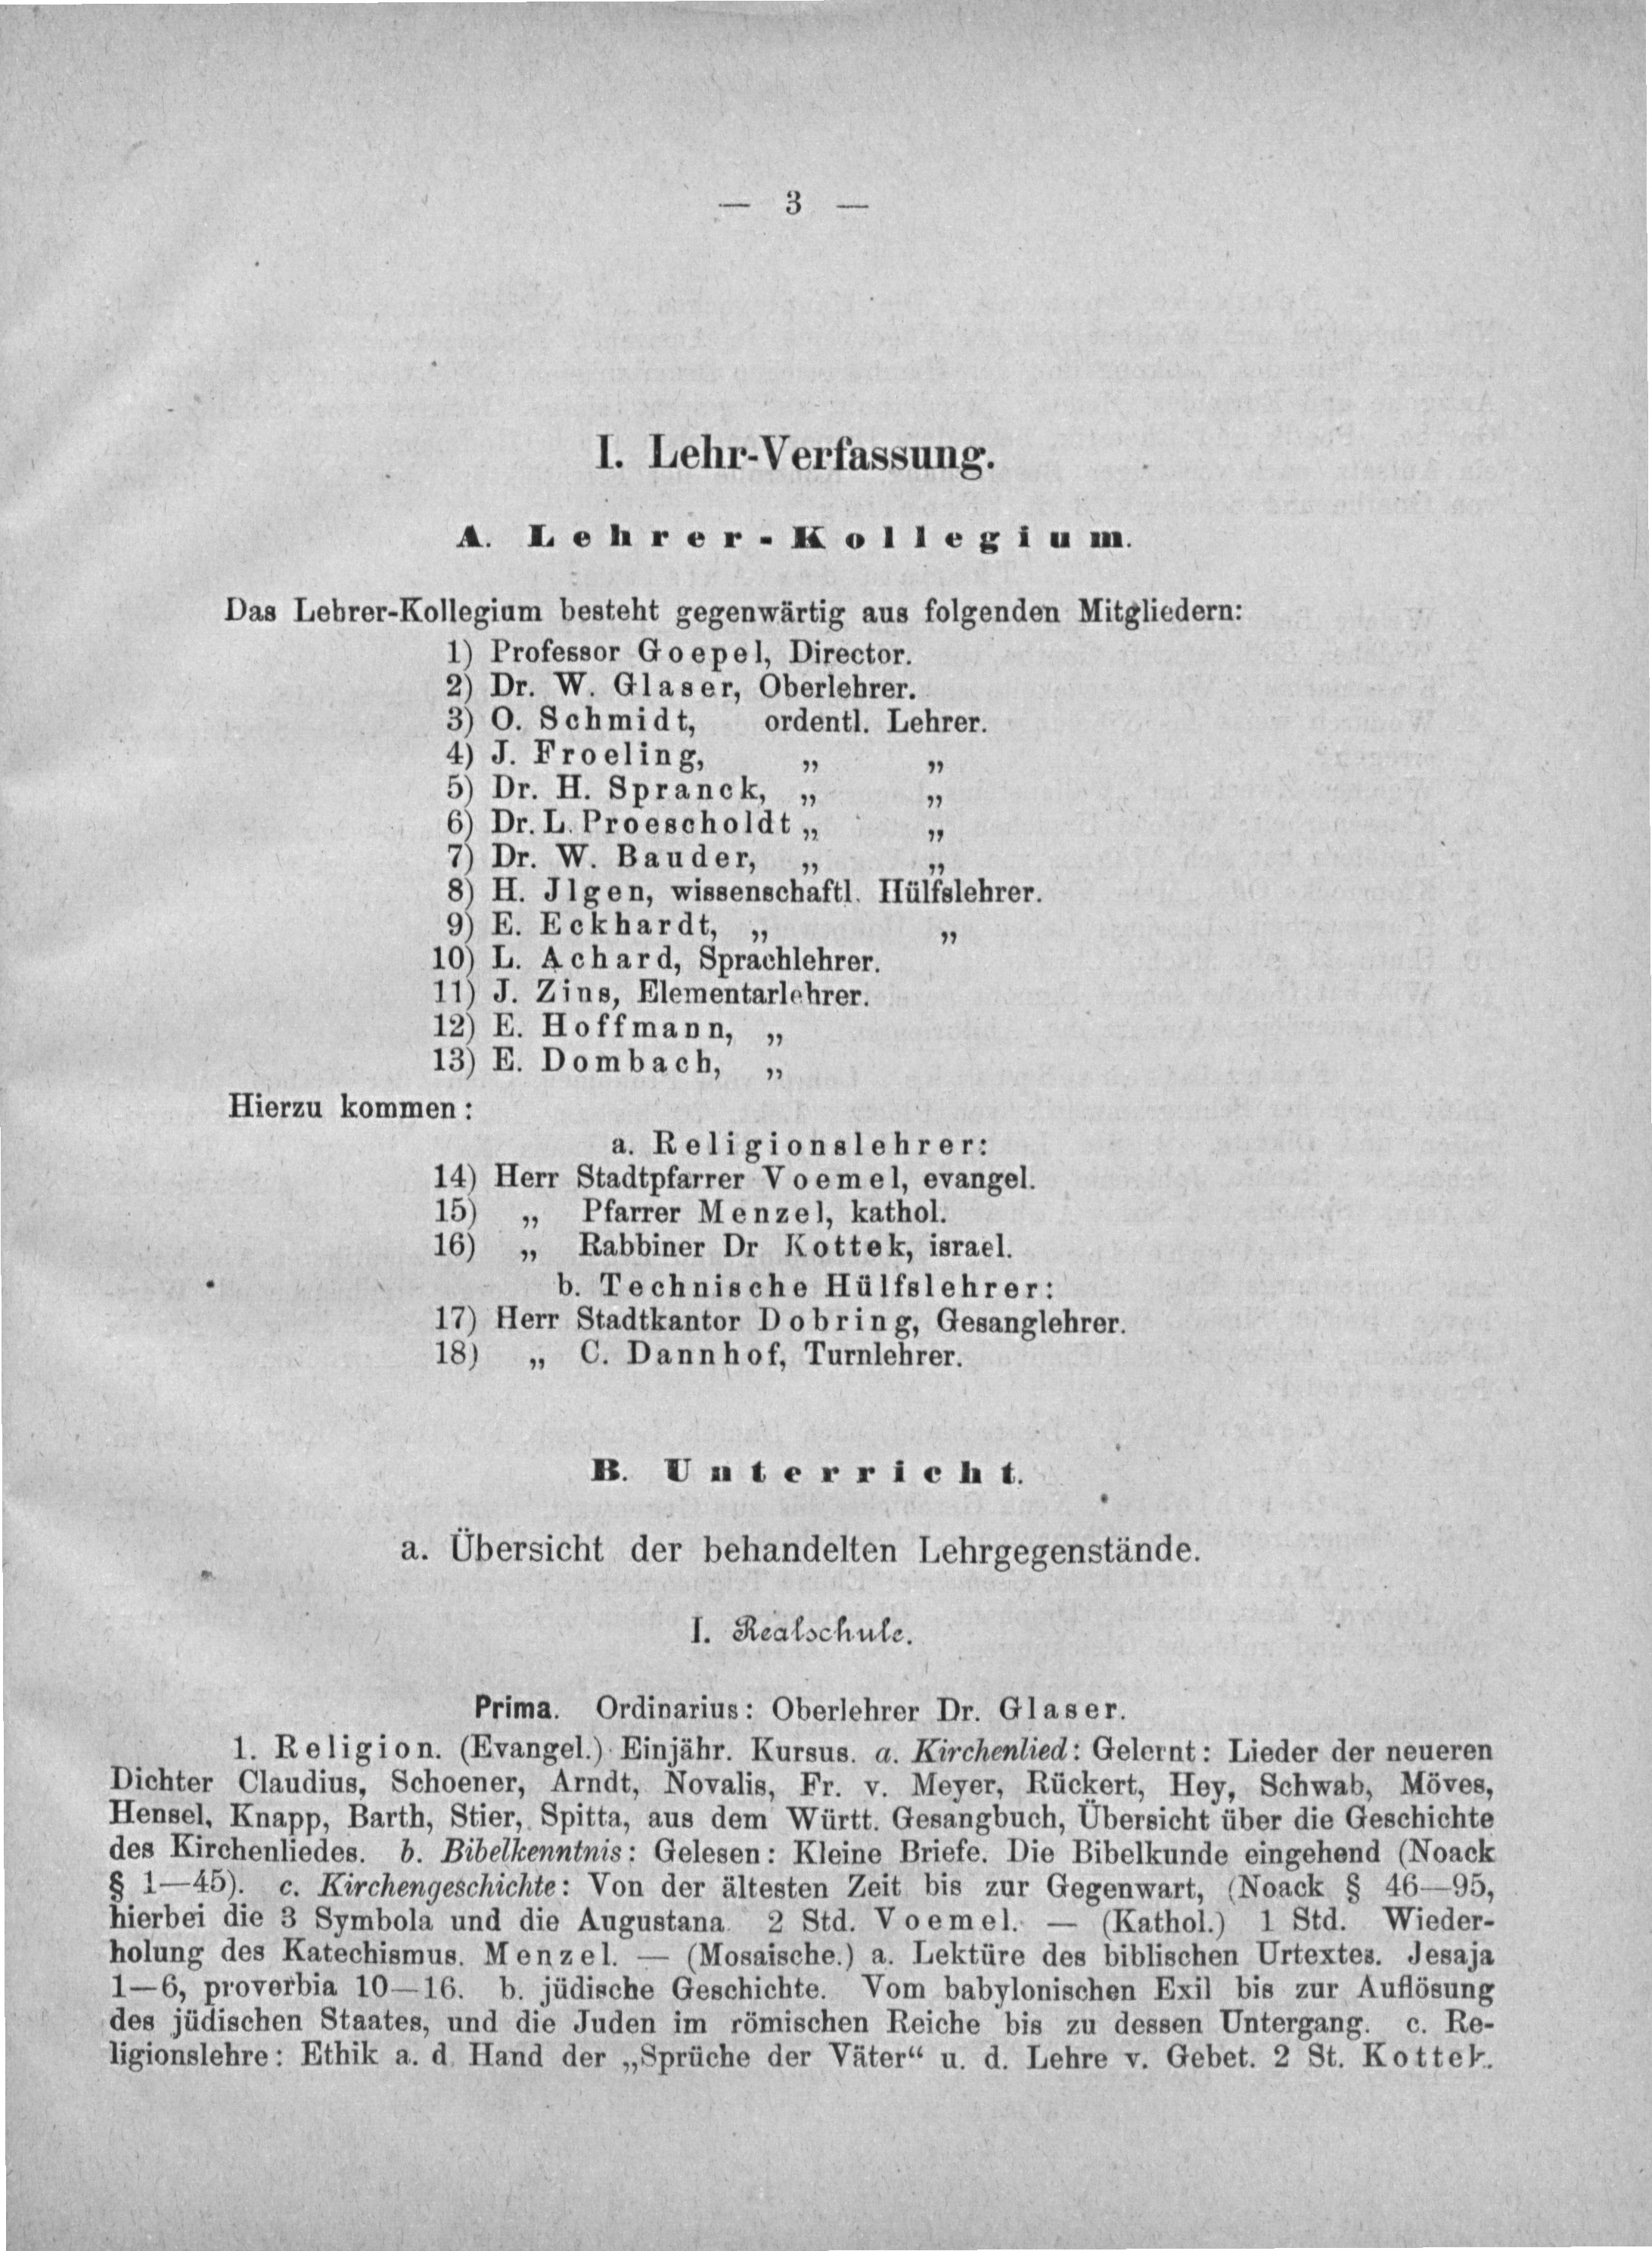 — 3 —
I. Lehr-Verfassung.
A. Lehrer-Kollegium.
Das Lehrer-Kollegium besteht gegenwärtig aus folgenden Mitgliedern:
1) Professor Goepel, Director.
2) Dr. W. Glaser, Oberlehrer.
3) O. Schmidt, ordentl. Lehrer.
4) J. Froeling, „ „
5) Dr. H. Spranck, „ „
6) Dr. L. Proescholdt „ „
7) Dr. W. Bauder, „ „
8) H. Jlgen, wissenschaftl. Hülfslehrer.
9) E. Eckhardt, „ „
10) L. Achard, Sprachlehrer.
11) J. Zins, Elementarlehrer.
12) E. Hoffmann, „
13) E. Dombach, „
Hierzu kommen:
a. Religionslehrer:
14) Herr Stadtpfarrer Voemel, evangel.
15) „ Pfarrer Menzel, kathol.
16) „ Rabbiner Dr Kottek, israel.
b. Technische Hülfslehrer:
17) Herr Stadtkantor Dobring, Gesanglehrer.
18) „ C. Dannhof, Turnlehrer.
B. Unterricht.
a. Übersicht der behandelten Lehrgegenstände.
I. Realschule.
Prima. Ordinarius: Oberlehrer Dr. Glaser.
1. Religion. (Evangel.) Einjähr. Kursus. a. Kirchenlied: Gelernt: Lieder der neueren
Dichter Claudius, Schoener, Arndt, Novalis, Fr. v. Meyer, Rückert, Hey, Schwab, Möves,
Hensel, Knapp, Barth, Stier, Spitta, aus dem Württ. Gesangbuch, Übersicht über die Geschichte
des Kirchenliedes. b. Bibelkenntnis: Gelesen: Kleine Briefe. Die Bibelkunde eingehend (Noack
§ 1—45). c. Kirchengeschichte: Von der ältesten Zeit bis zur Gegenwart, (Noack § 46—95,
hierbei die 3 Symbola und die Augustana. 2 Std. Voemel. — (Kathol.) 1 Std. Wieder-
holung des Katechismus. Menzel. — (Mosaische.) a. Lektüre des biblischen Urtextes. Jesaja
1—6, proverbia 10—16. b. jüdische Geschichte. Vom babylonischen Exil bis zur Auflösung
des jüdischen Staates, und die Juden im römischen Reiche bis zu dessen Untergang. c. Re-
ligionslehre: Ethik a. d. Hand der „Sprüche der Väter“ u. d. Lehre v. Gebet. 2 St. Kottek.